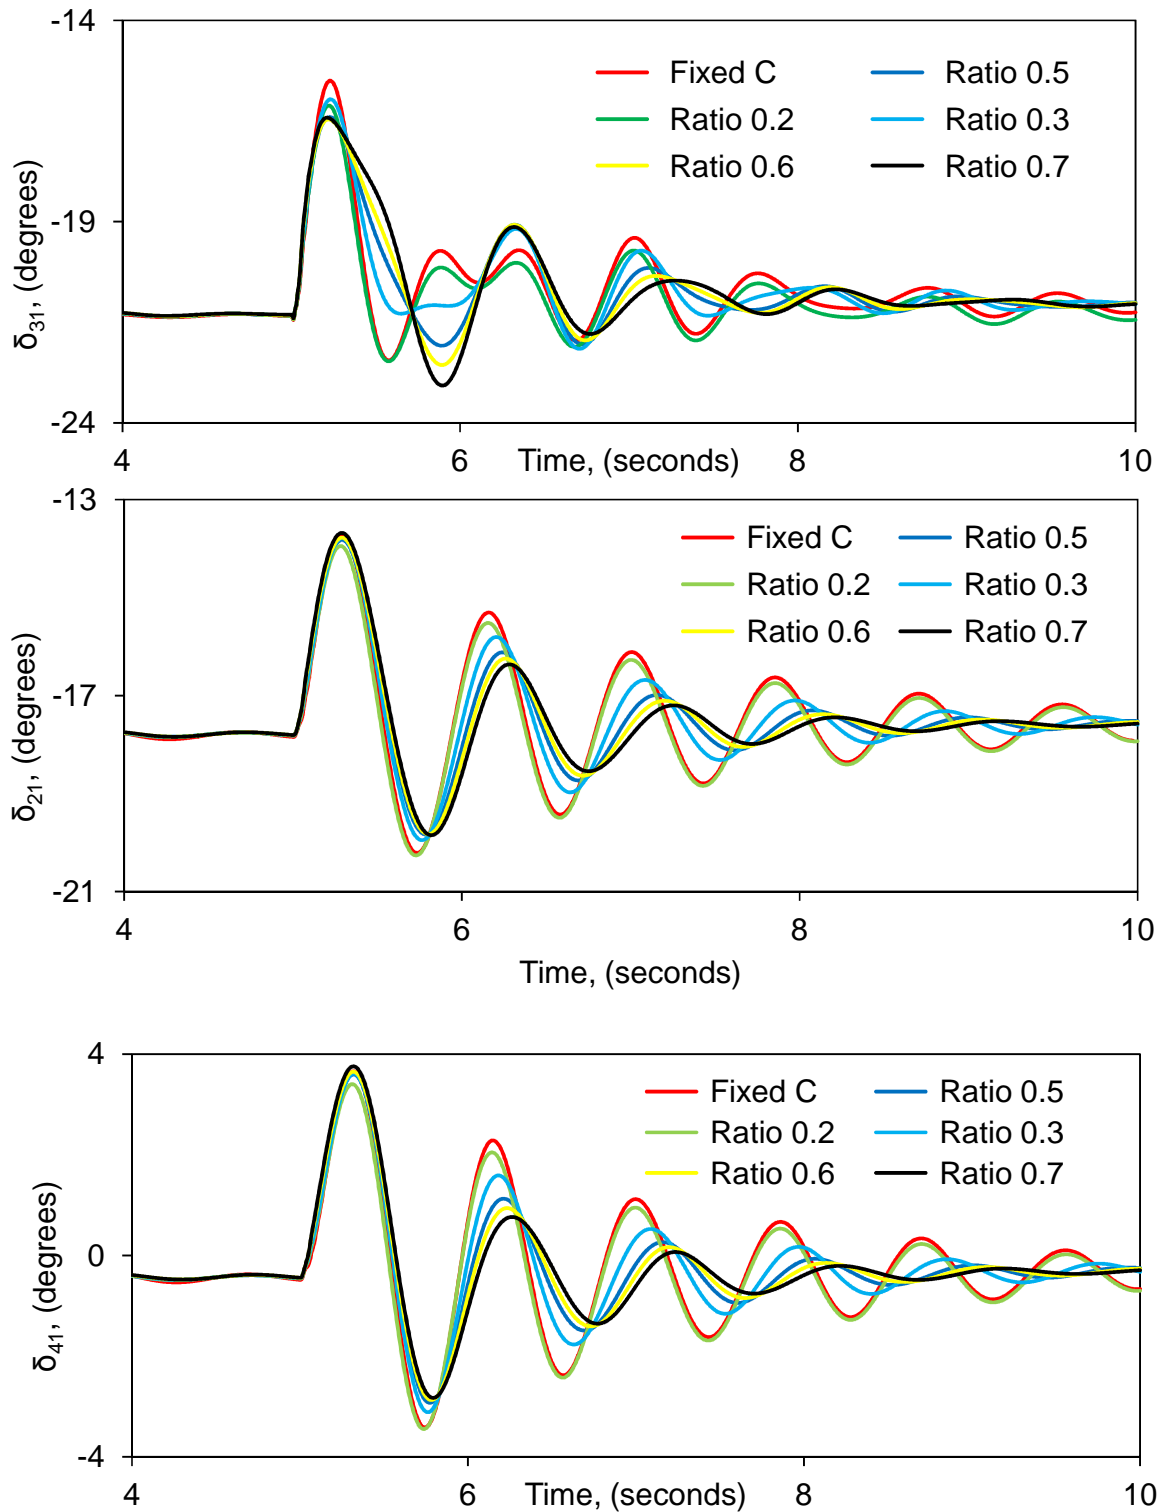 -14
Fixed C Ratio 0.5
Ratio 0.2 Ratio 0.3
Ratio 0.6 Ratio 0.7
-19
δ31, (degrees)
-24
4 6 Time, (seconds) 8 10
-13
Fixed C Ratio 0.5
Ratio 0.2 Ratio 0.3
Ratio 0.6 Ratio 0.7
-17
δ21, (degrees)
-21
4 6 8 10
Time, (seconds)
4
Fixed C Ratio 0.5
Ratio 0.2 Ratio 0.3
Ratio 0.6 Ratio 0.7
0
δ41, (degrees)
-4
4 6 Time, (seconds) 8 10